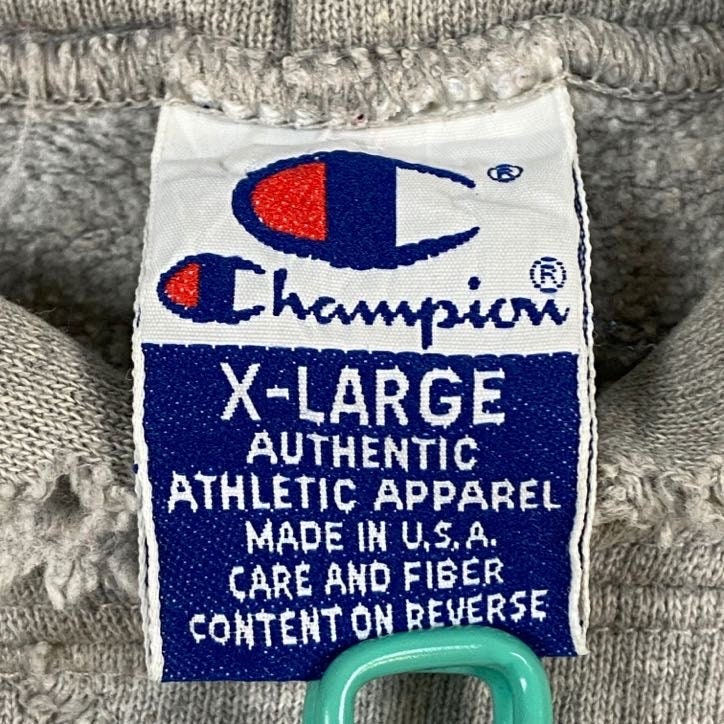 ®
Champion®
X-LARGE
AUTHENTIC
ATHLETIC APPAREL
MADE IN U.S.A.
CARE AND FIBER
CONTENT ON REVERSE